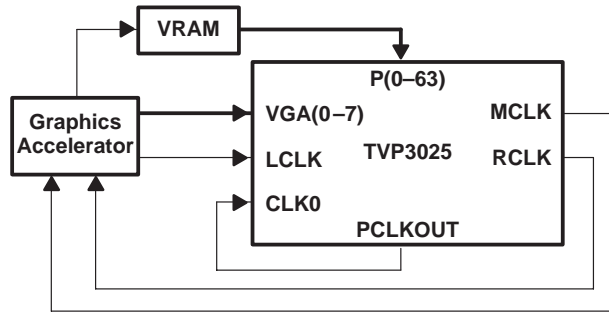 VRAM
P(0–63)
Graphics
Accelerator
VGA(0–7)
MCLK
TVP3025
LCLK
RCLK
CLK0
PCLKOUT